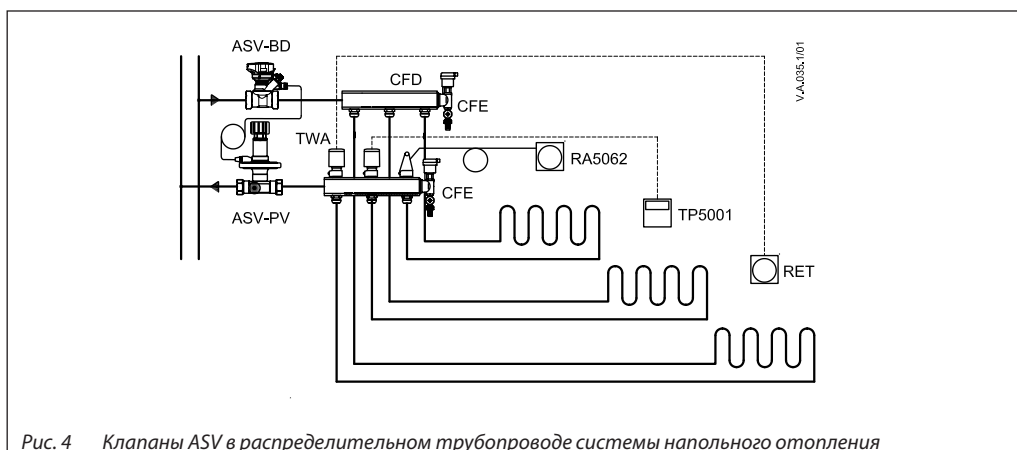 ASV-BD
V.A.035.1/01
CFD
CFE
TWA
RA5062
CFE
ASV-PV
TP5001
RET
Рис. 4 Клапаны ASV в распределительном трубопроводе системы напольного отопления